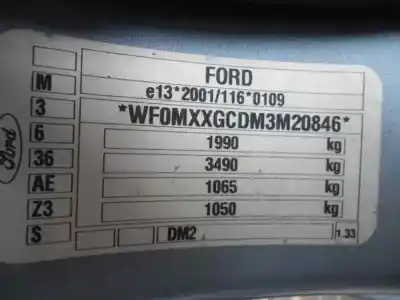 FORD
M e13*2001/116*0109
3 *WF0MXXGCDM3M20846*
6 1990 kg
36 3490 kg
AE 1065 kg
Z3 1050 kg
S DM2 1.33
Ford